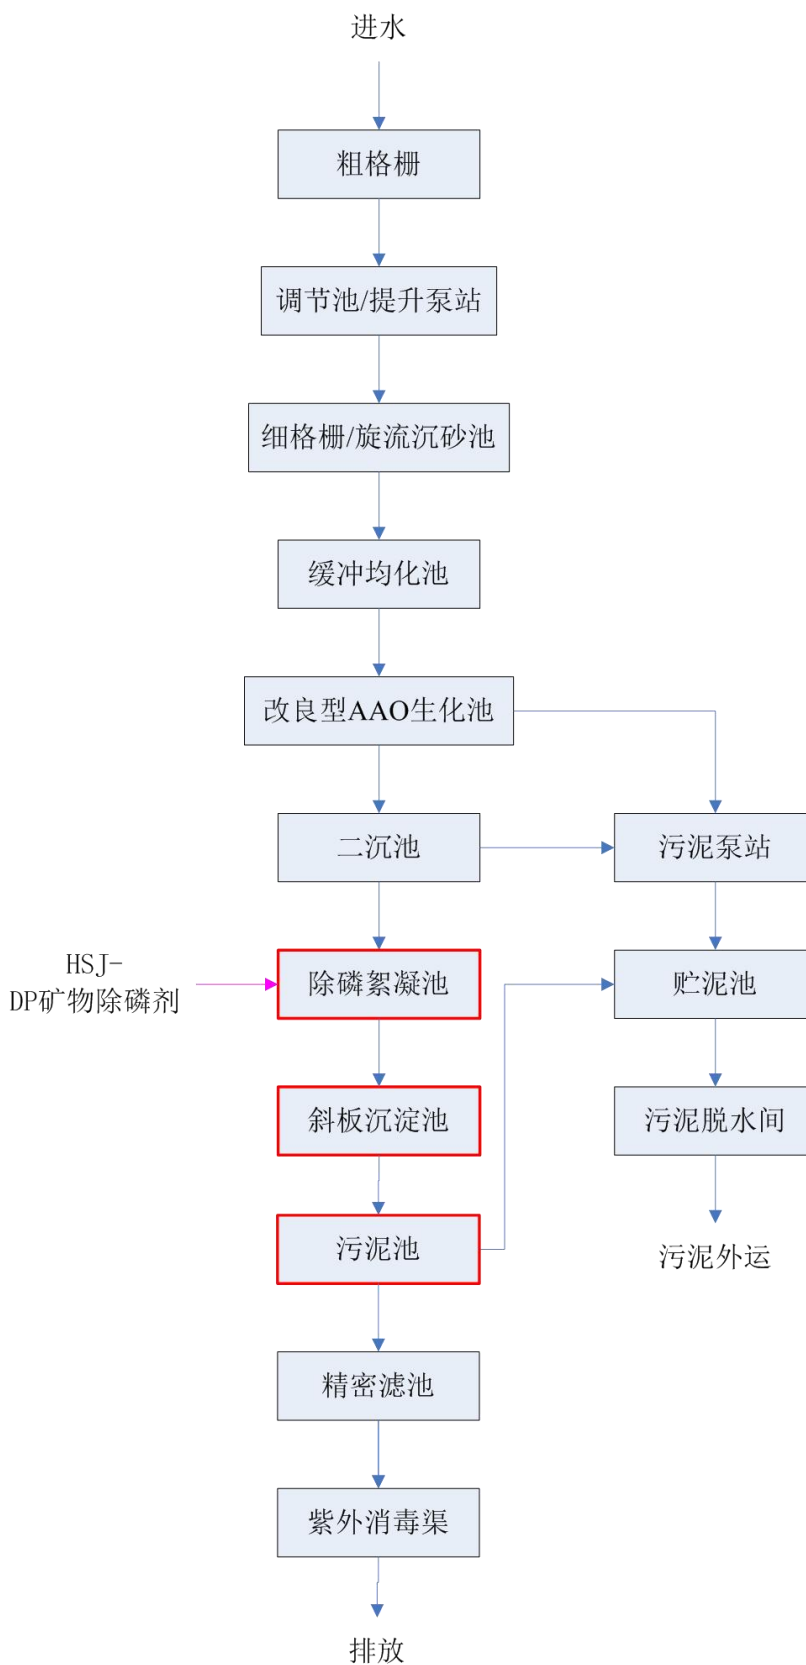 进水
粗格栅
调节池/提升泵站
细格栅/旋流沉砂池
缓冲均化池
改良型AAO生化池
二沉池
污泥泵站
HSJ-
DP矿物除磷剂
除磷絮凝池
贮泥池
斜板沉淀池
污泥脱水间
污泥池
污泥外运
精密滤池
紫外消毒渠
排放